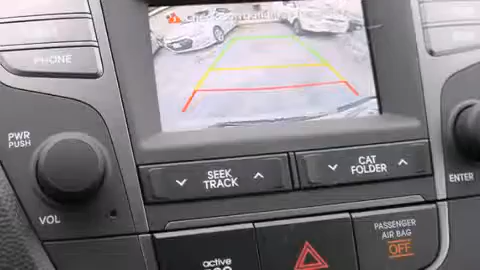 PHONE
PWR
PUSH
VOL
SEEK
TRACK
CAT
FOLDER
ENTER
active
PASSENGER
AIR BAG
OFF